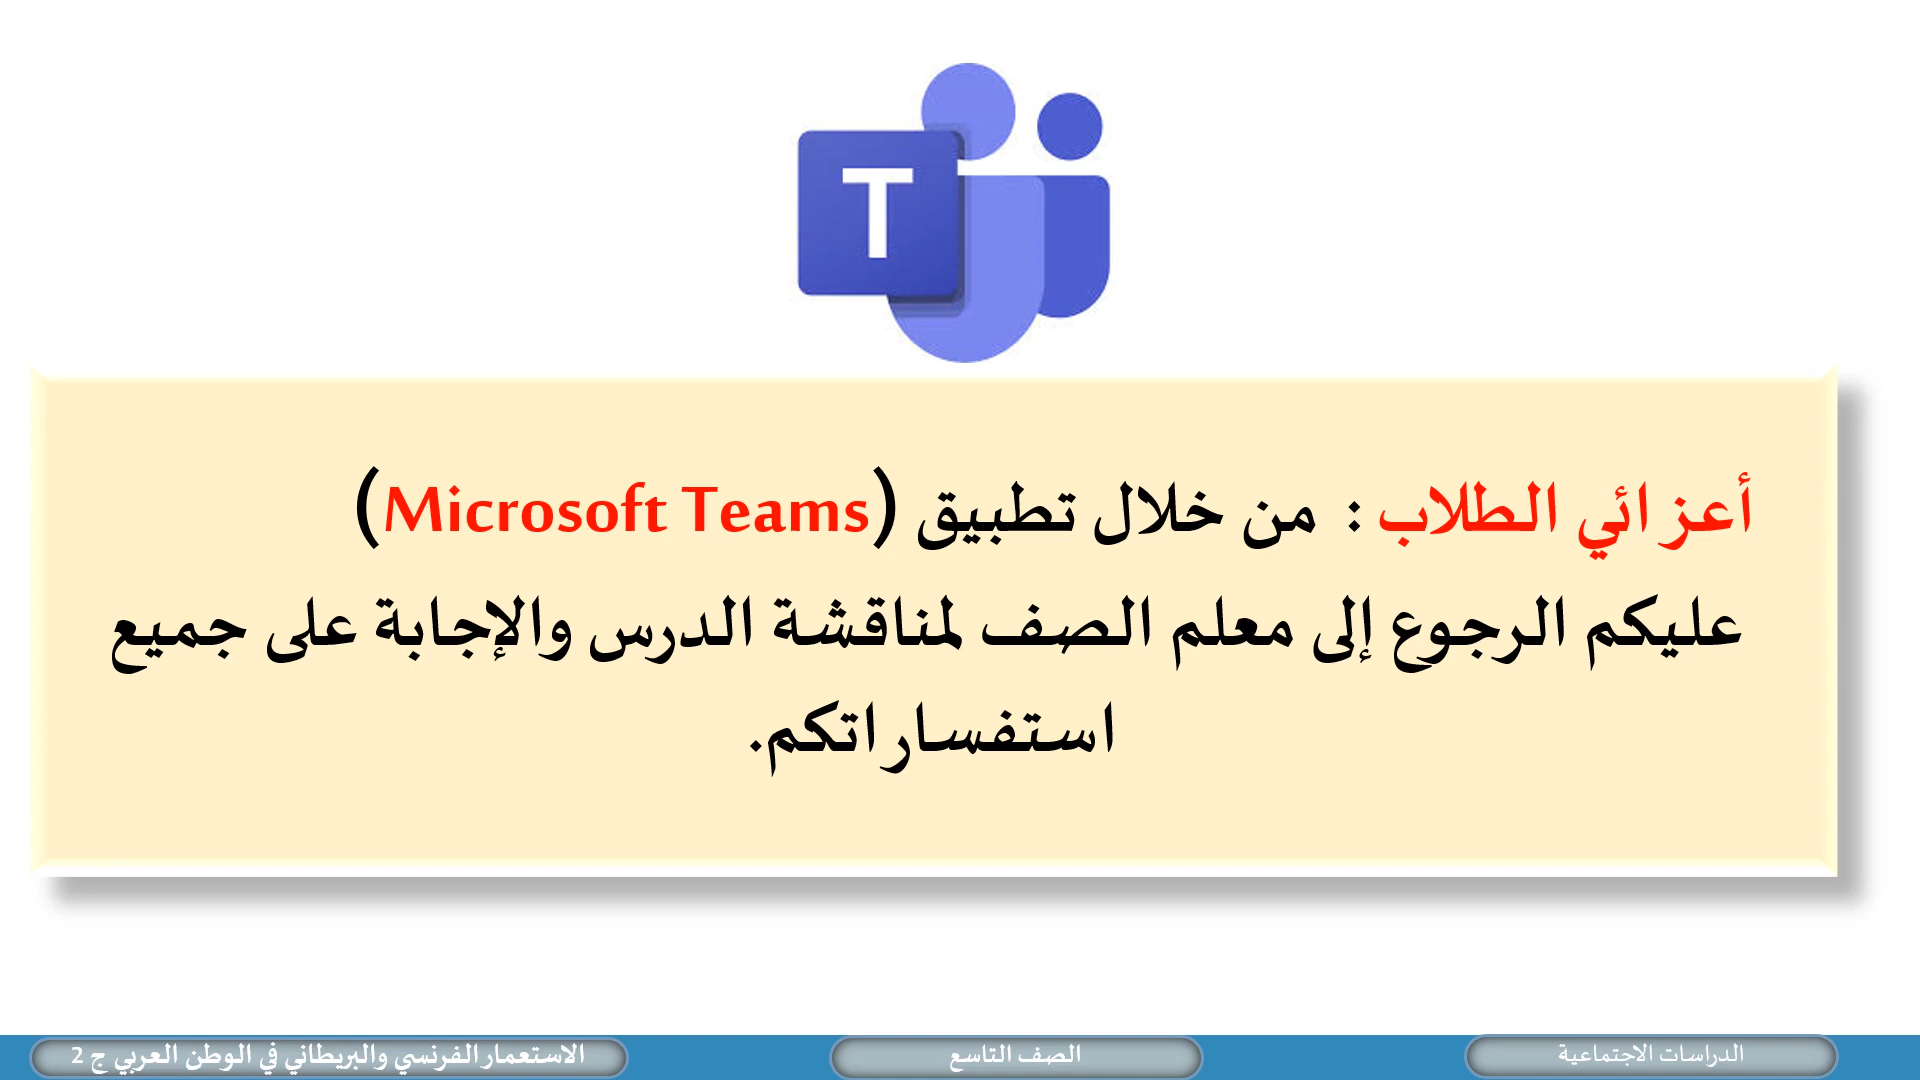 T
أعزائي الطلاب : من خلال تطبيق (Microsoft Teams)
عليكم الرجوع إلى معلم الصف لمناقشة الدرس والإجابة على جميع
استفساراتكم.
الدراسات الاجتماعية
الصف التاسع
الاستعمار الفرنسي والبريطاني في الوطن العربي ج 2